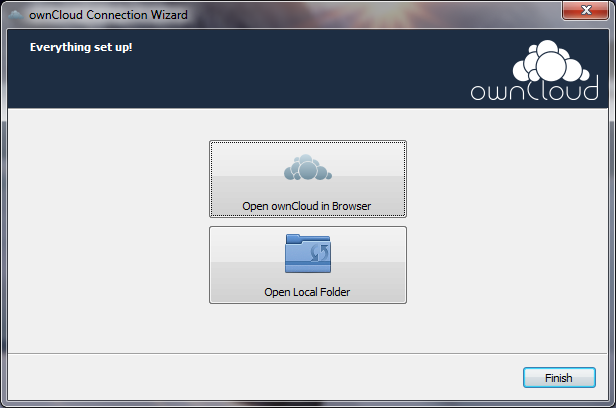 ownCloud Connection Wizard
Everything set up!
ownCloud
Open ownCloud in Browser
Open Local Folder
Finish